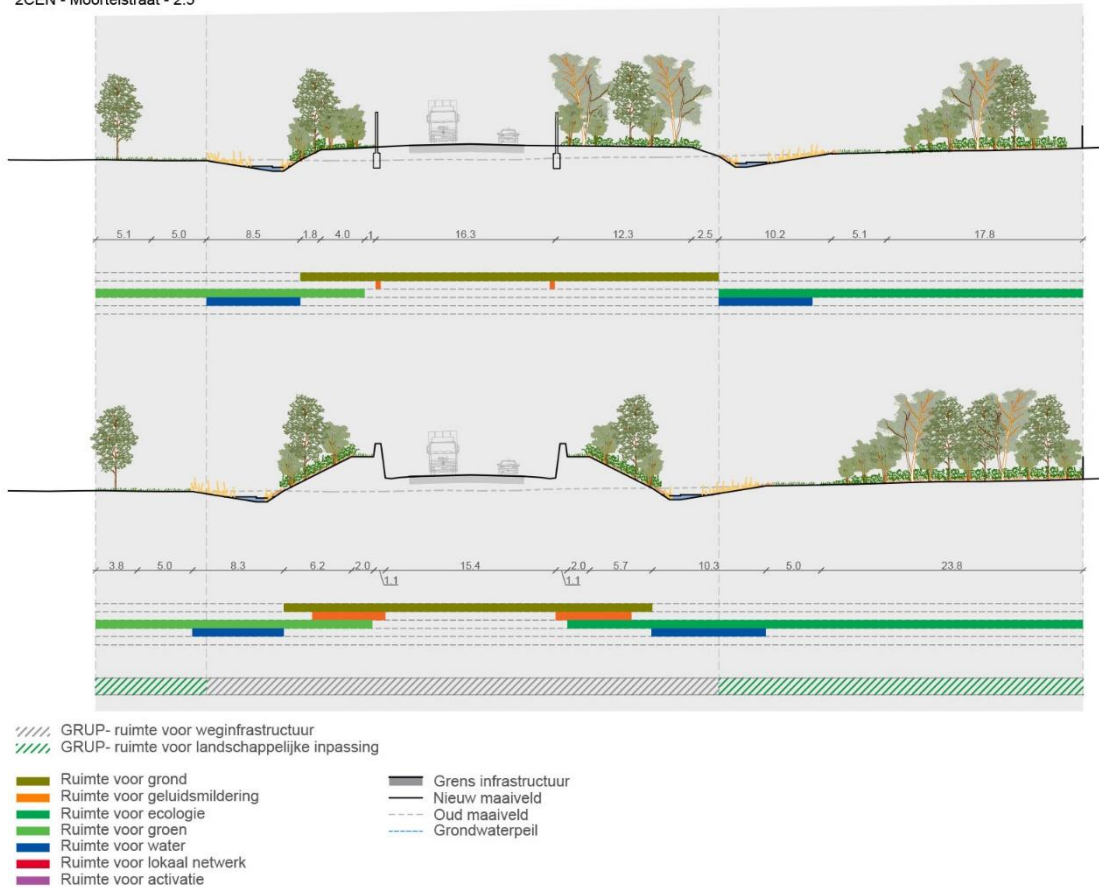 2CEN - Moortelstraat - 2.5
5.1 5.0 8.5 1.8 4.0 1 16.3 12.3 2.5 10.2 5.1 17.8
3.8 5.0 8.3 6.2 2.0 15.4 2.0 5.7 10.3 5.0 23.8
1.1 1.1
GRUP- ruimte voor weginfrastructuur
GRUP- ruimte voor landschappelijke inpassing
Ruimte voor grond
Ruimte voor geluidsmildering
Ruimte voor ecologie
Ruimte voor groen
Ruimte voor water
Ruimte voor lokaal netwerk
Ruimte voor activatie
Grens infrastructuur
Nieuw maaiveld
Oud maaiveld
Grondwaterpeil